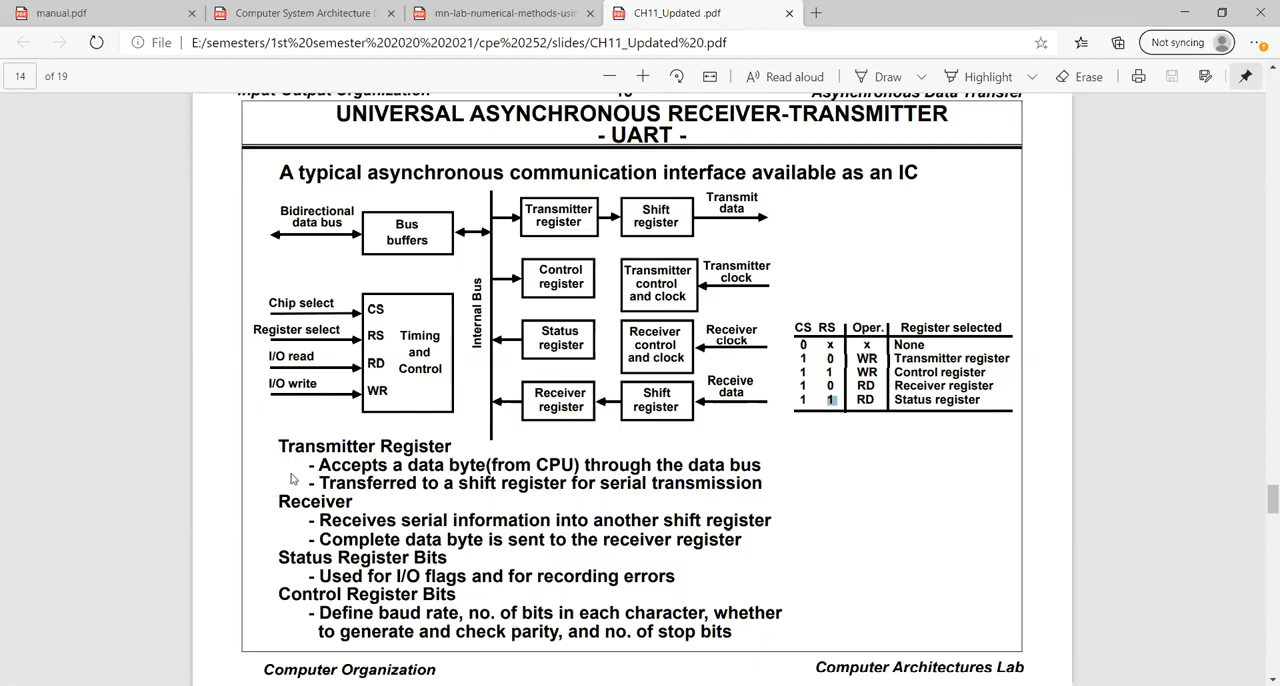 manual.pdf
Computer System Architecture (
mn-lab-numerical-methods-usin
CH11_Updated .pdf
File
E:/semesters/1st%20semester%202020%202021/cpe%20252/slides/CH11_Updated%20.pdf
Not syncing
14 of 19
Read aloud
Draw
Highlight
Erase
Input Output Organization
Asynchronous Data Transfer
UNIVERSAL ASYNCHRONOUS RECEIVER-TRANSMITTER
- UART -
A typical asynchronous communication interface available as an IC
Bidirectional
data bus
Bus
buffers
Chip select
Register select
I/O read
I/O write
CS
RS
RD
WR
Timing
and
Control
Internal Bus
Transmitter
register
Shift
register
Transmit
data
Control
register
Transmitter
control
and clock
Transmitter
clock
Status
register
Receiver
control
and clock
Receiver
clock
Receiver
register
Shift
register
Receive
data
CS RS Oper. Register selected
0 x x None
1 0 WR Transmitter register
1 1 WR Control register
1 0 RD Receiver register
1 1 RD Status register
Transmitter Register
- Accepts a data byte(from CPU) through the data bus
- Transferred to a shift register for serial transmission
Receiver
- Receives serial information into another shift register
- Complete data byte is sent to the receiver register
Status Register Bits
- Used for I/O flags and for recording errors
Control Register Bits
- Define baud rate, no. of bits in each character, whether
to generate and check parity, and no. of stop bits
Computer Organization
Computer Architectures Lab